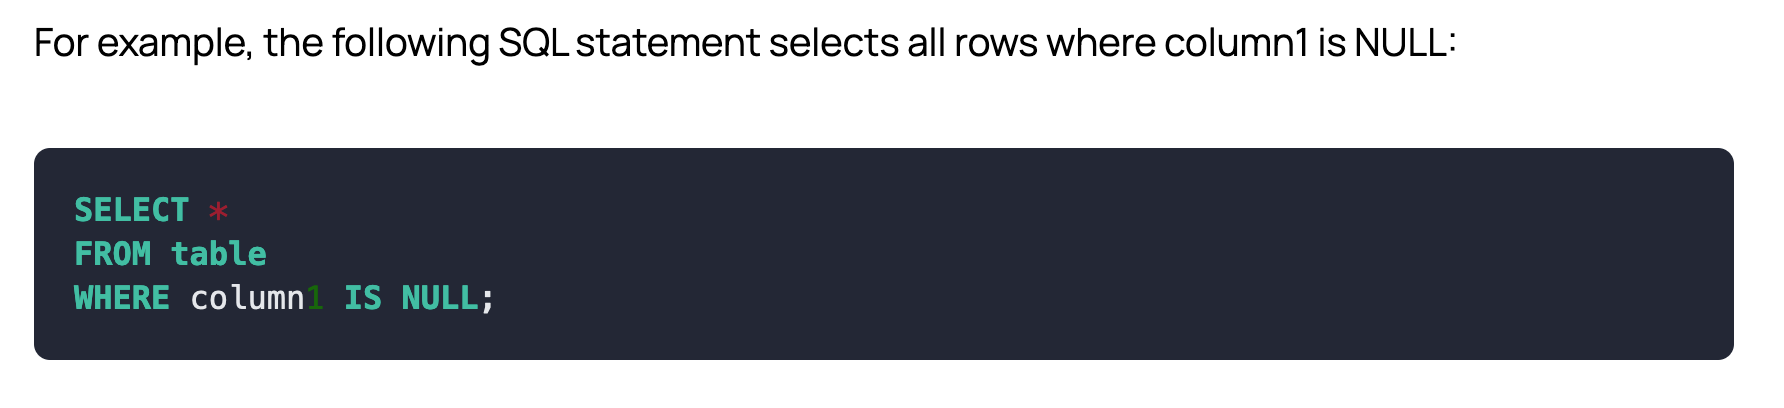 For example, the following SQL statement selects all rows where column1 is NULL:
SELECT *
FROM table
WHERE column1 IS NULL;